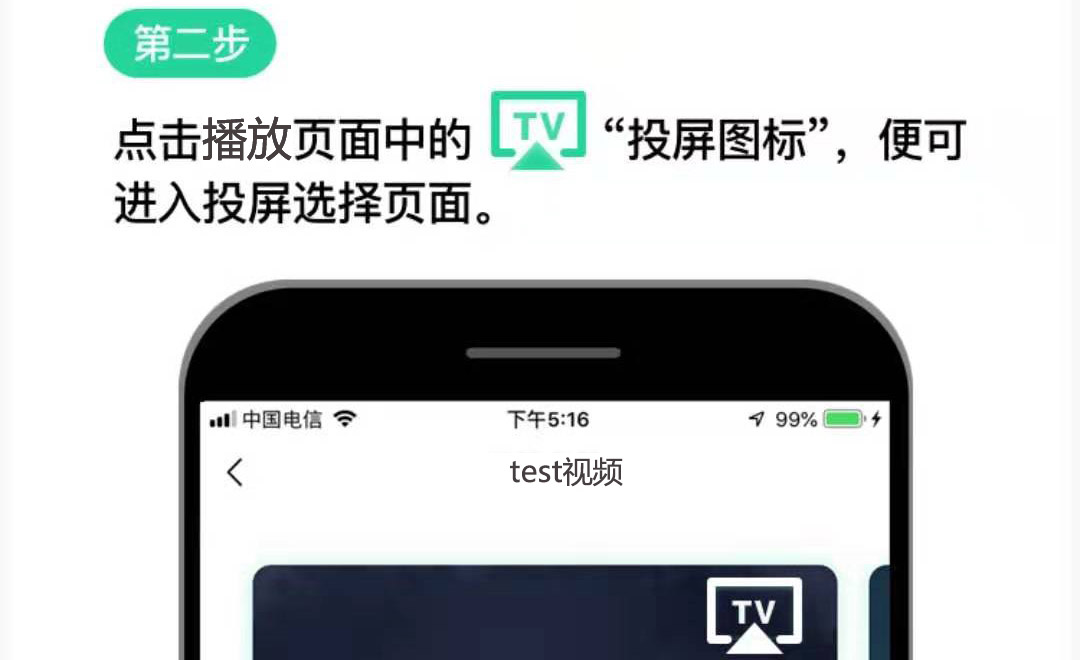 第二步
点击播放页面中的 TV “投屏图标”，便可
进入投屏选择页面。
中国电信 下午5:16 99%
test视频
TV